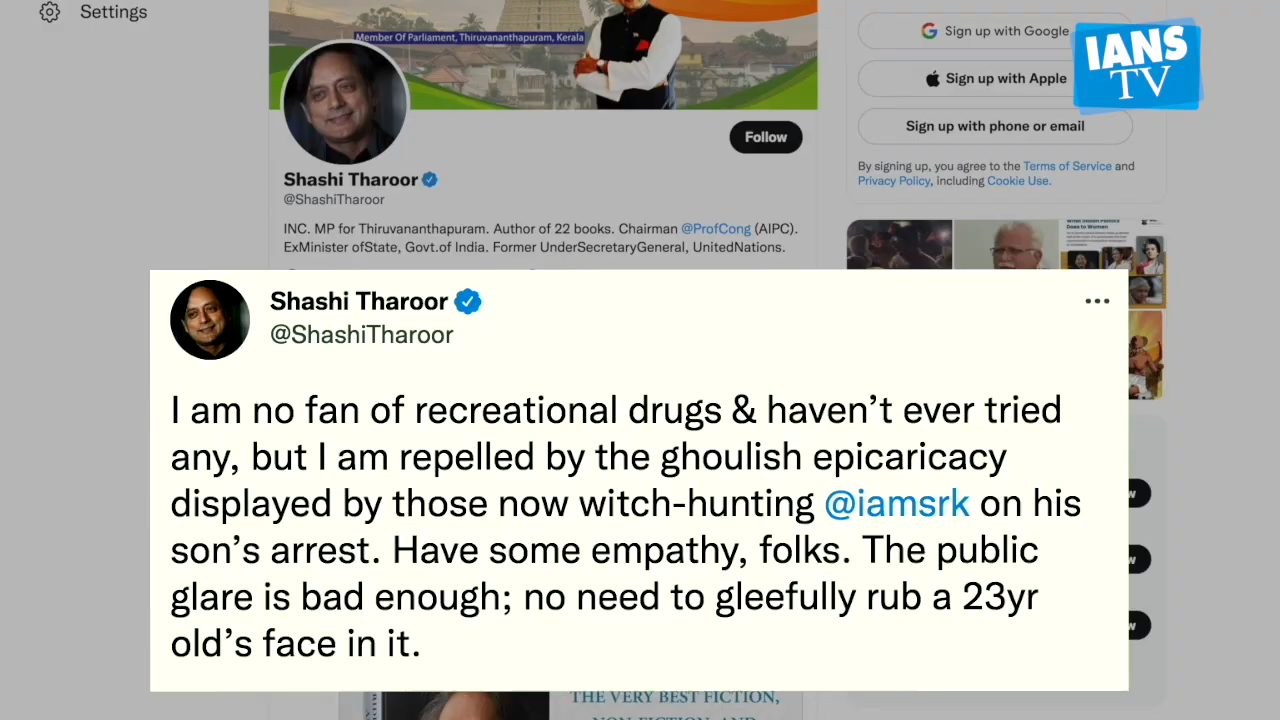 Settings
Member Of Parliament, Thiruvananthapuram, Kerala
Follow
Shashi Tharoor
@ShashiTharoor
INC. MP for Thiruvananthapuram. Author of 22 books. Chairman @ProfCong (AIPC).
ExMinister ofState, Govt.of India. Former UnderSecretaryGeneral, UnitedNations.
Sign up with Google
Sign up with Apple
Sign up with phone or email
By signing up, you agree to the Terms of Service and
Privacy Policy, including Cookie Use.
IANS
TV
Shashi Tharoor
@ShashiTharoor
I am no fan of recreational drugs & haven’t ever tried
any, but I am repelled by the ghoulish epicaricacy
displayed by those now witch-hunting @iamsrk on his
son’s arrest. Have some empathy, folks. The public
glare is bad enough; no need to gleefully rub a 23yr
old’s face in it.
THE VERY BEST FICTION,